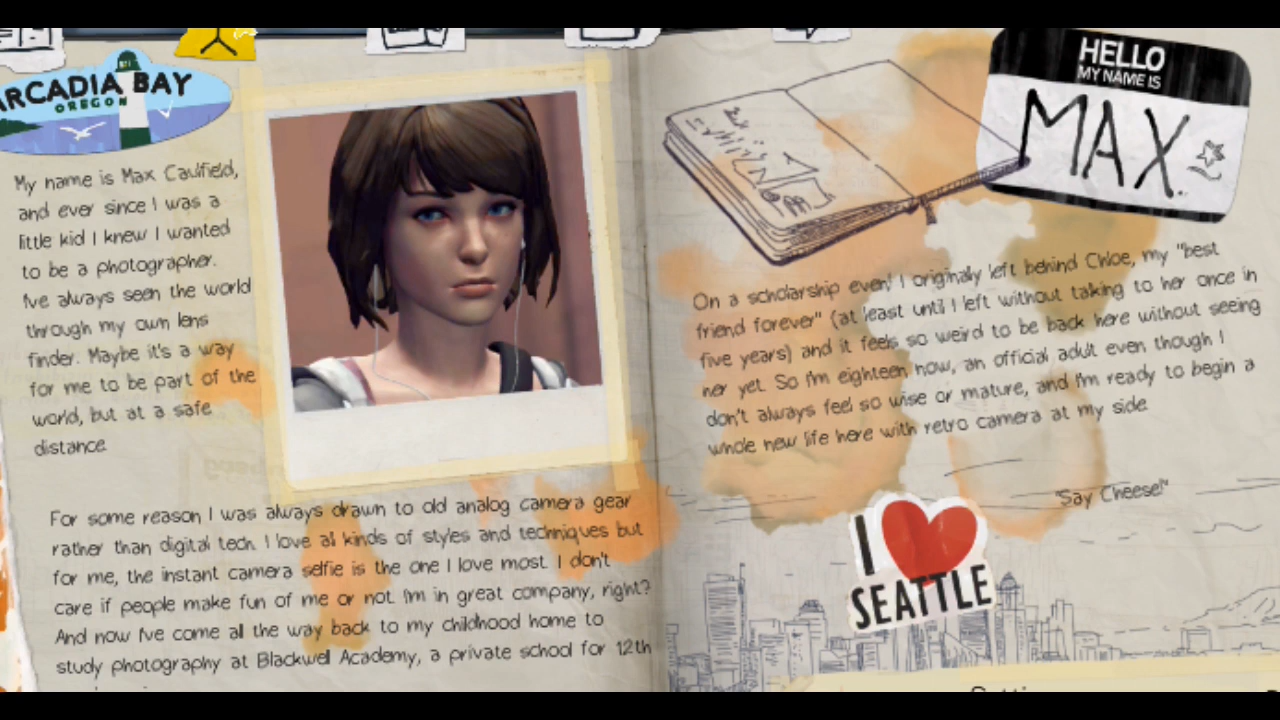 ARCADIA BAY
OREGON
My name is Max Caulfield,
and ever since I was a
little kid I knew I wanted
to be a photographer.
I've always seen the world
through my own lens
finder. Maybe it's a way
for me to be part of the
world, but at a safe
distance.
For some reason I was always drawn to old analog camera gear
rather than digital tech. I love all kinds of styles and techniques but
for me, the instant camera selfie is the one I love most. I don't
care if people make fun of me or not. I'm in great company, right?
And now I've come all the way back to my childhood home to
study photography at Blackwell Academy, a private school for 12th
HELLO
MY NAME IS
MAX.
On a scholarship even! I originally left behind Chloe, my "best
friend forever" (at least until I left without talking to her once in
five years) and it feels so weird to be back here without seeing
her yet. So I'm eighteen now, an official adult even though I
don't always feel so wise or mature, and I'm ready to begin a
whole new life here with retro camera at my side.
"Say Cheese!"
I
SEATTLE